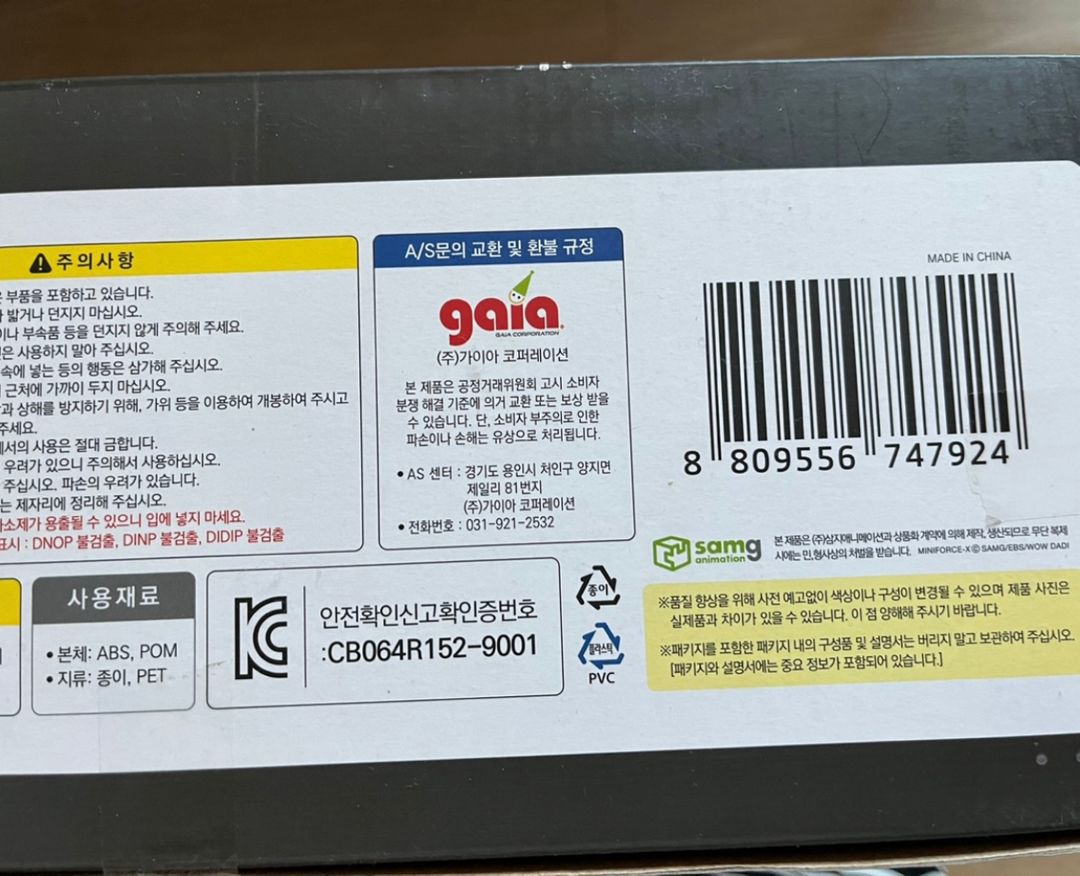 주의사항
부품을 포함하고 있습니다.
밟거나 던지지 마십시오.
이나 부속품 등을 던지지 않게 주의해 주세요.
은 사용하지 말아 주십시오.
속에 넣는 등의 행동은 삼가해 주십시오.
근처에 가까이 두지 마십시오.
과 상해를 방지하기 위해, 가위 등을 이용하여 개봉하여 주시고
주세요.
에서의 사용은 절대 금합니다.
우려가 있으니 주의해서 사용하십시오.
주십시오. 파손의 우려가 있습니다.
는 제자리에 정리해 주십시오.
소제가 용출될 수 있으니 입에 넣지 마세요.
표시 : DNOP 불검출, DINP 불검출, DIDIP 불검출
A/S문의 교환 및 환불 규정
gaia
GAIA CORPORATION
(주)가이아 코퍼레이션
본 제품은 공정거래위원회 고시 소비자
분쟁 해결 기준에 의거 교환 또는 보상 받을
수 있습니다. 단, 소비자 부주의로 인한
파손이나 손해는 유상으로 처리됩니다.
• AS 센터 : 경기도 용인시 처인구 양지면
제일리 81번지
(주)가이아 코퍼레이션
• 전화번호 : 031-921-2532
MADE IN CHINA
8 809556 747924
samg
animation
본 제품은 (주)삼지애니메이션과 상품화 계약에 의해 제작, 생산되므로 무단 복제
시에는 민,형사상의 처벌을 받습니다. MINIFORCE-X ⓒ SAMG/EBS/WOW DADI
사용재료
• 본체: ABS, POM
• 지류: 종이, PET
안전확인신고확인증번호
:CB064R152-9001
종이
플라스틱
PVC
※품질 향상을 위해 사전 예고없이 색상이나 구성이 변경될 수 있으며 제품 사진은
실제품과 차이가 있을 수 있습니다. 이 점 양해해 주시기 바랍니다.
※패키지를 포함한 패키지 내의 구성품 및 설명서는 버리지 말고 보관하여 주십시오.
[패키지와 설명서에는 중요 정보가 포함되어 있습니다.]